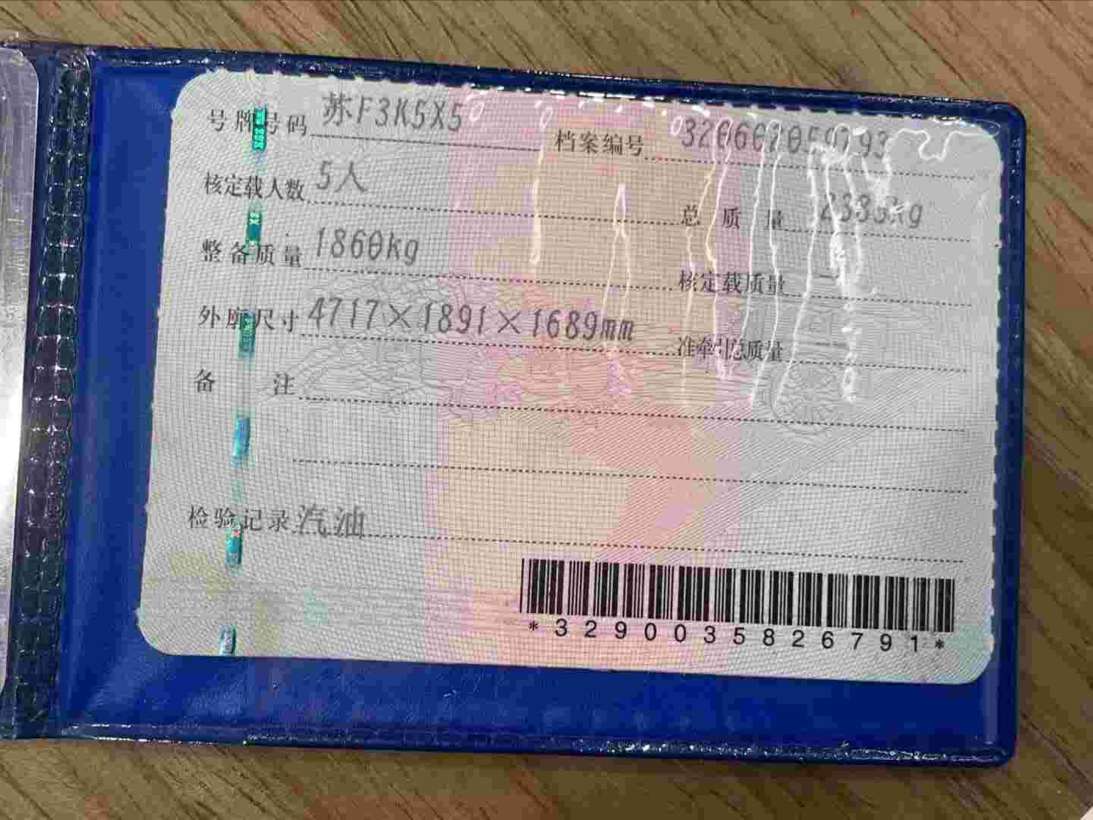 号牌号码 苏F3K5X5 档案编号
核定载人数 5人 总质量
整备质量 1860kg 核定载质量 --
外廓尺寸 4717×1891×1689mm 准牵引总质量 --
备注
检验记录 汽油
*3290035826791*